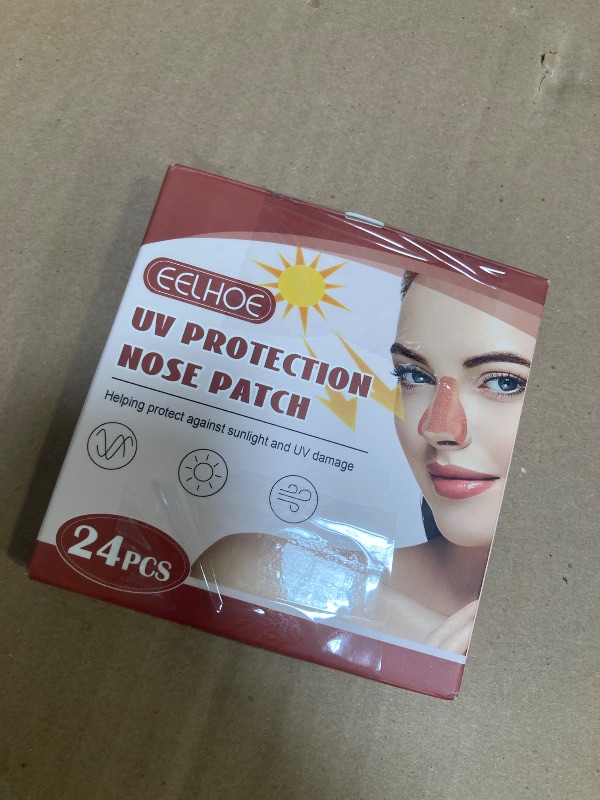 EELHOE
UV PROTECTION
NOSE PATCH
Helping protect against sunlight and UV damage
24PCS